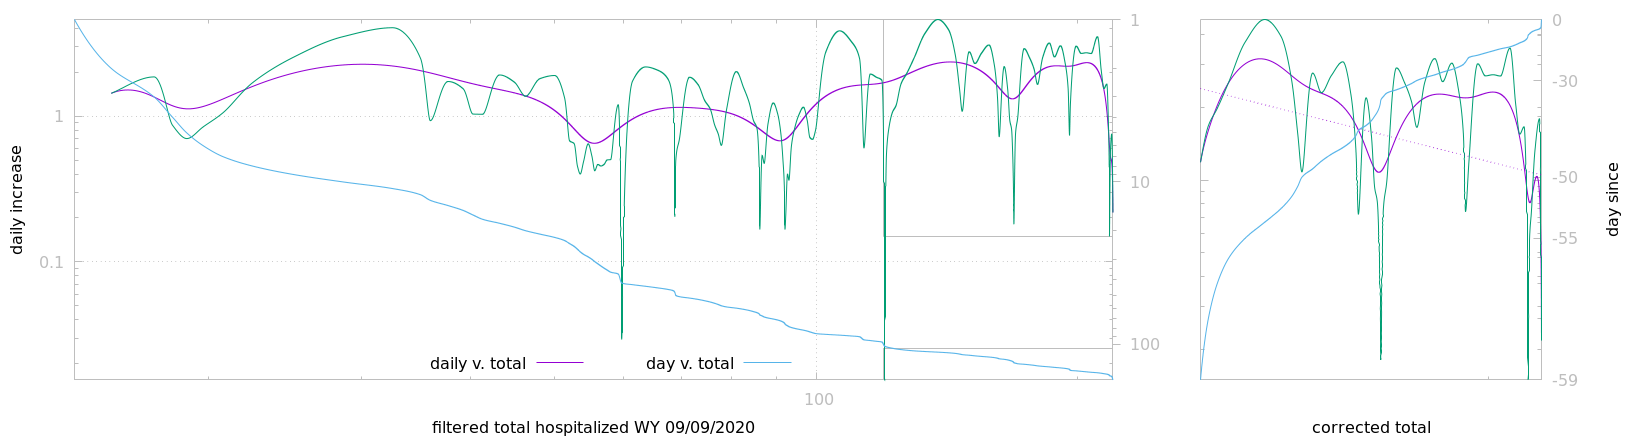 1
0.1
daily increase
daily v. total
day v. total
100
filtered total hospitalized WY 09/09/2020
1
10
100
0
-30
-50
-55
-59
day since
corrected total